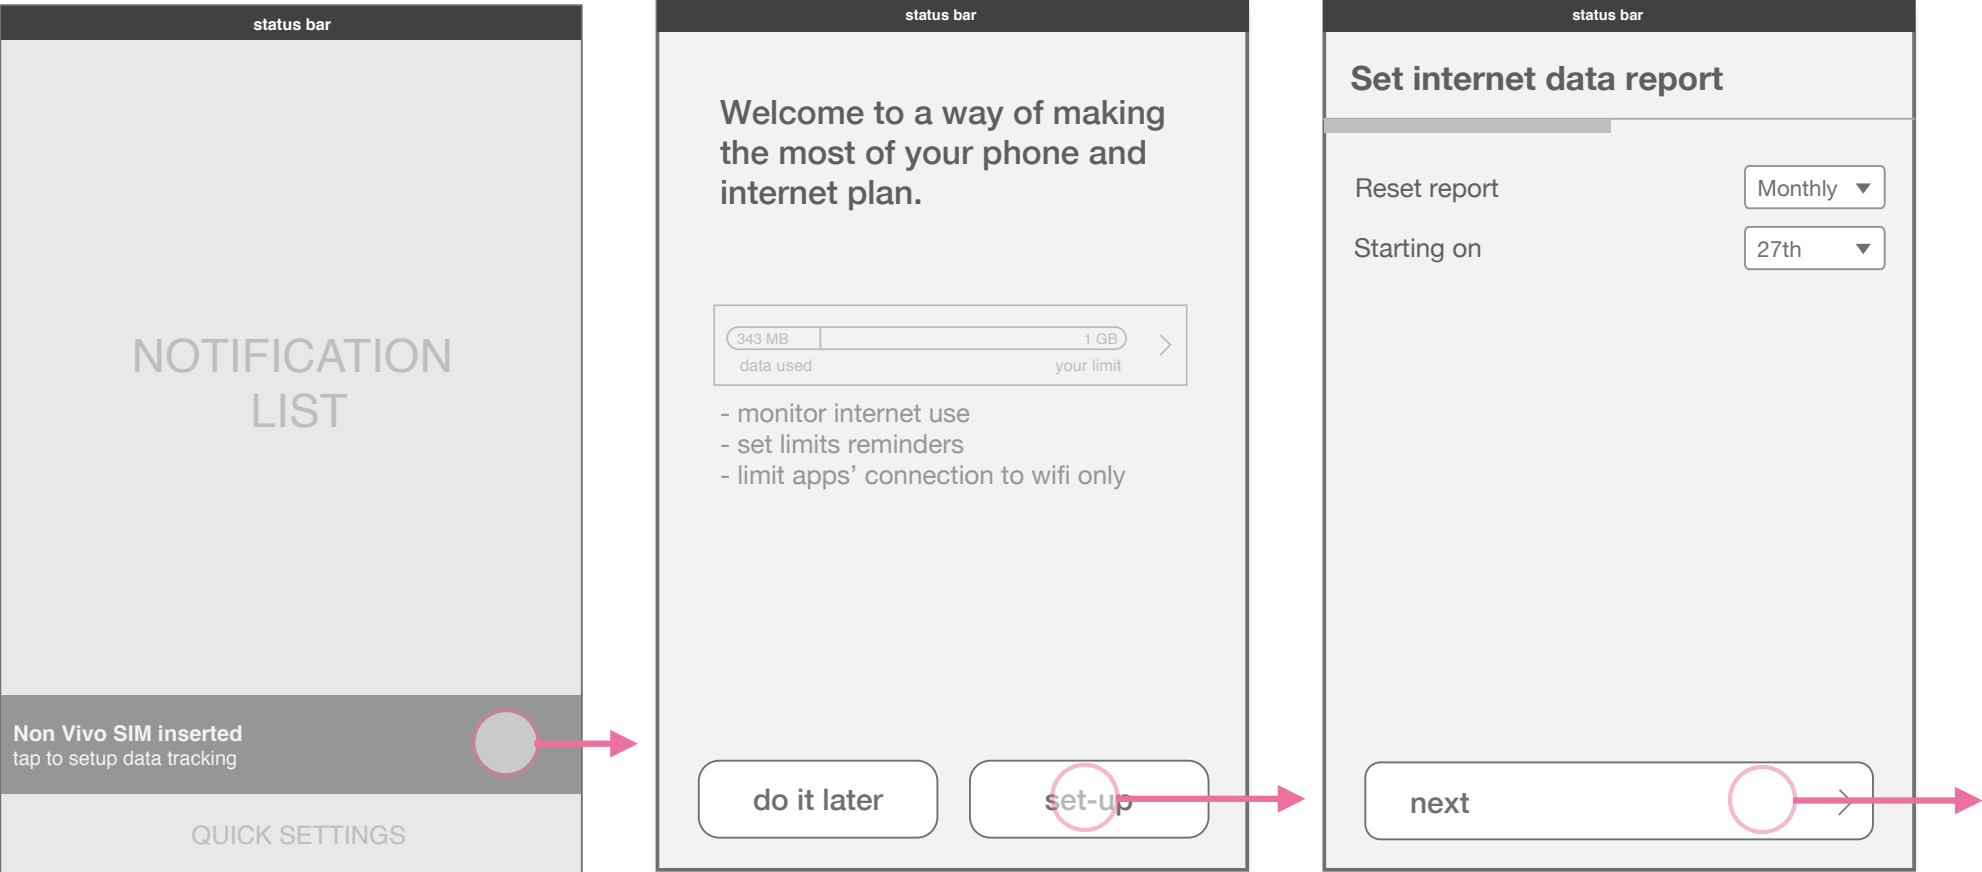 status bar
NOTIFICATION
LIST
Non Vivo SIM inserted
tap to setup data tracking
QUICK SETTINGS
status bar
Welcome to a way of making
the most of your phone and
internet plan.
343 MB 1 GB
data used your limit
- monitor internet use
- set limits reminders
- limit apps’ connection to wifi only
do it later set-up
status bar
Set internet data report
Reset report Monthly
Starting on 27th
next